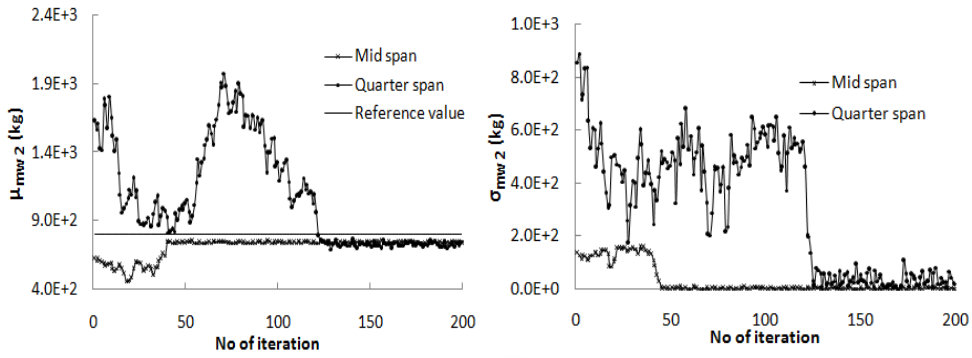 2.4E+3
1.9E+3
1.4E+3
9.0E+2
4.0E+2
μmw 2 (kg)
Mid span
Quarter span
Reference value
0 50 100 150 200
No of iteration
1.0E+3
8.0E+2
6.0E+2
4.0E+2
2.0E+2
0.0E+0
σmw 2 (kg)
Mid span
Quarter span
0 50 100 150 200
No of iteration